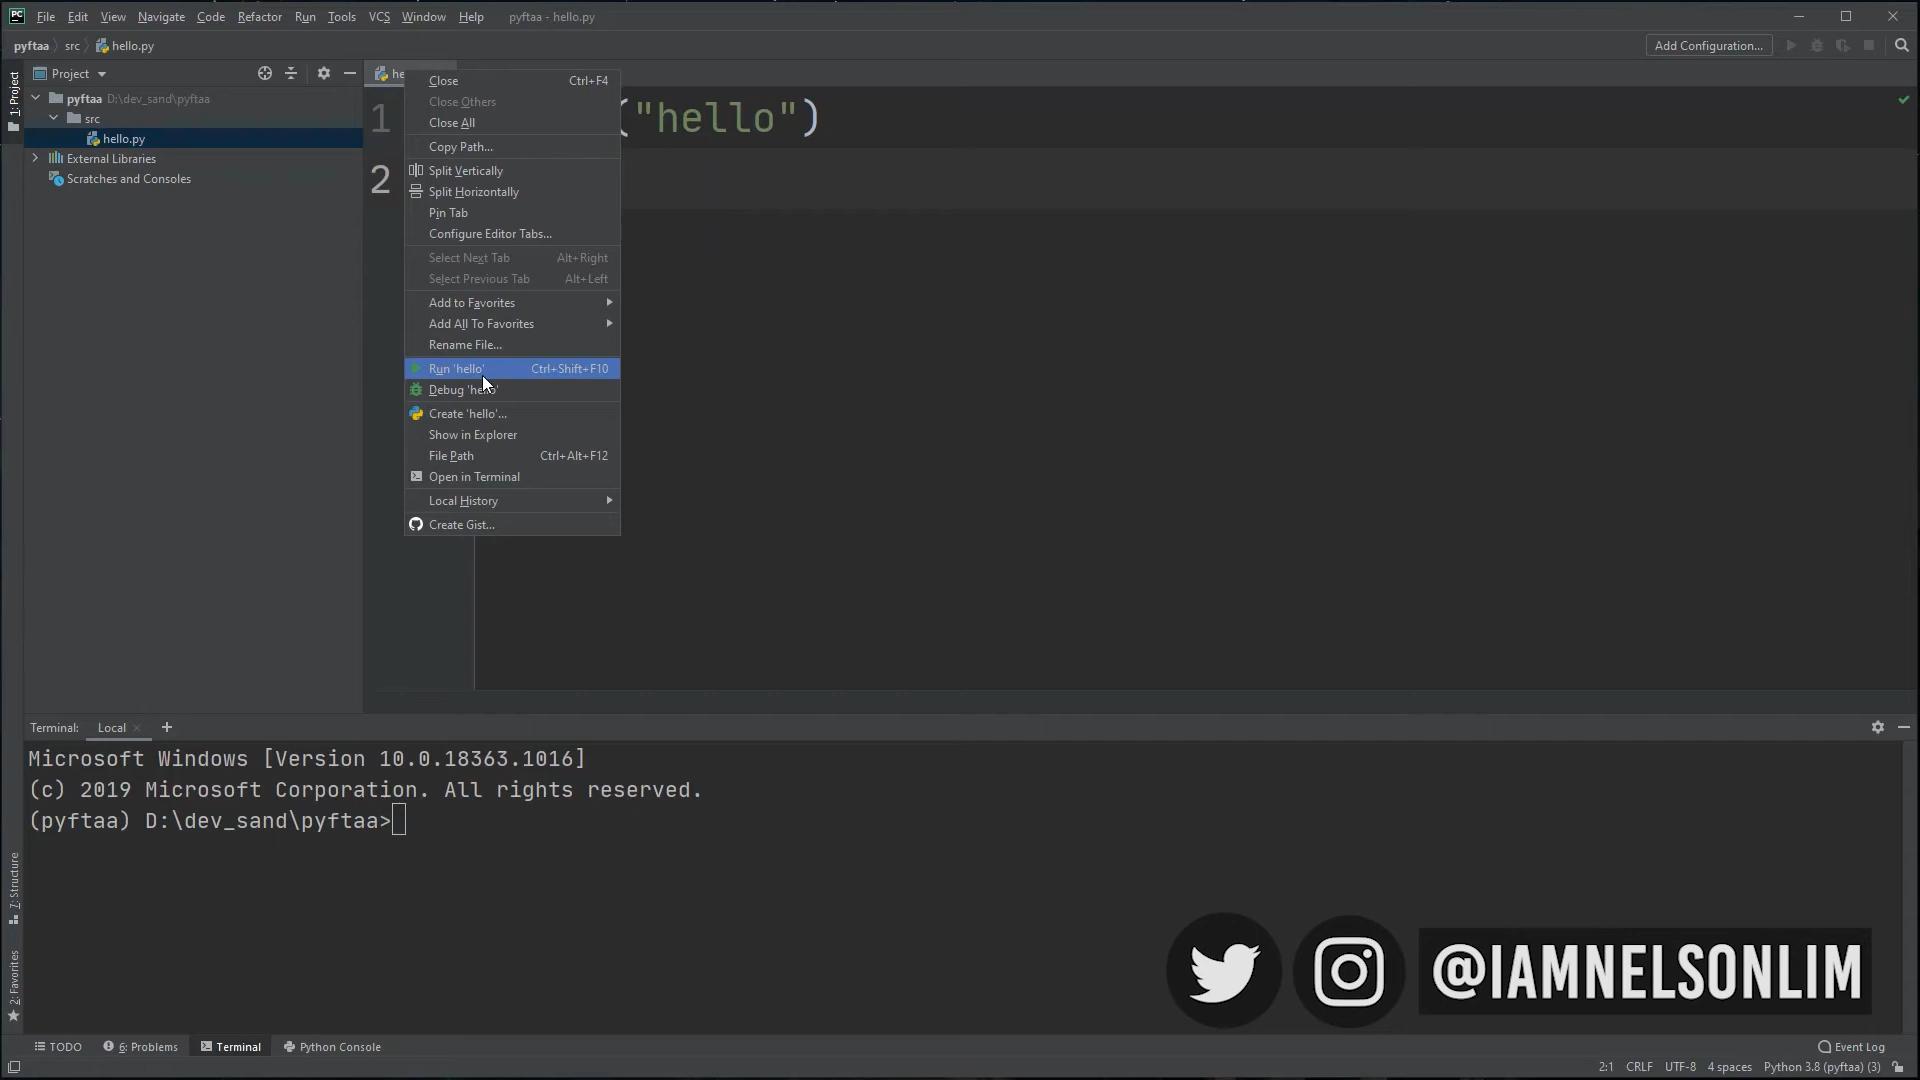 File Edit View Navigate Code Refactor Run Tools VCS Window Help pyftaa - hello.py
pyftaa src hello.py Add Configuration...
1: Project
Project
pyftaa D:\dev_sand\pyftaa
src
hello.py
External Libraries
Scratches and Consoles
he
1 ("hello")
2
Close Ctrl+F4
Close Others
Close All
Copy Path...
Split Vertically
Split Horizontally
Pin Tab
Configure Editor Tabs...
Select Next Tab Alt+Right
Select Previous Tab Alt+Left
Add to Favorites
Add All To Favorites
Rename File...
Run 'hello' Ctrl+Shift+F10
Debug 'hello'
Create 'hello'...
Show in Explorer
File Path Ctrl+Alt+F12
Open in Terminal
Local History
Create Gist...
Terminal: Local
Microsoft Windows [Version 10.0.18363.1016]
(c) 2019 Microsoft Corporation. All rights reserved.
(pyftaa) D:\dev_sand\pyftaa>
7: Structure
2: Favorites
@IAMNELSONLIM
TODO 6: Problems Terminal Python Console Event Log
2:1 CRLF UTF-8 4 spaces Python 3.8 (pyftaa) (3)